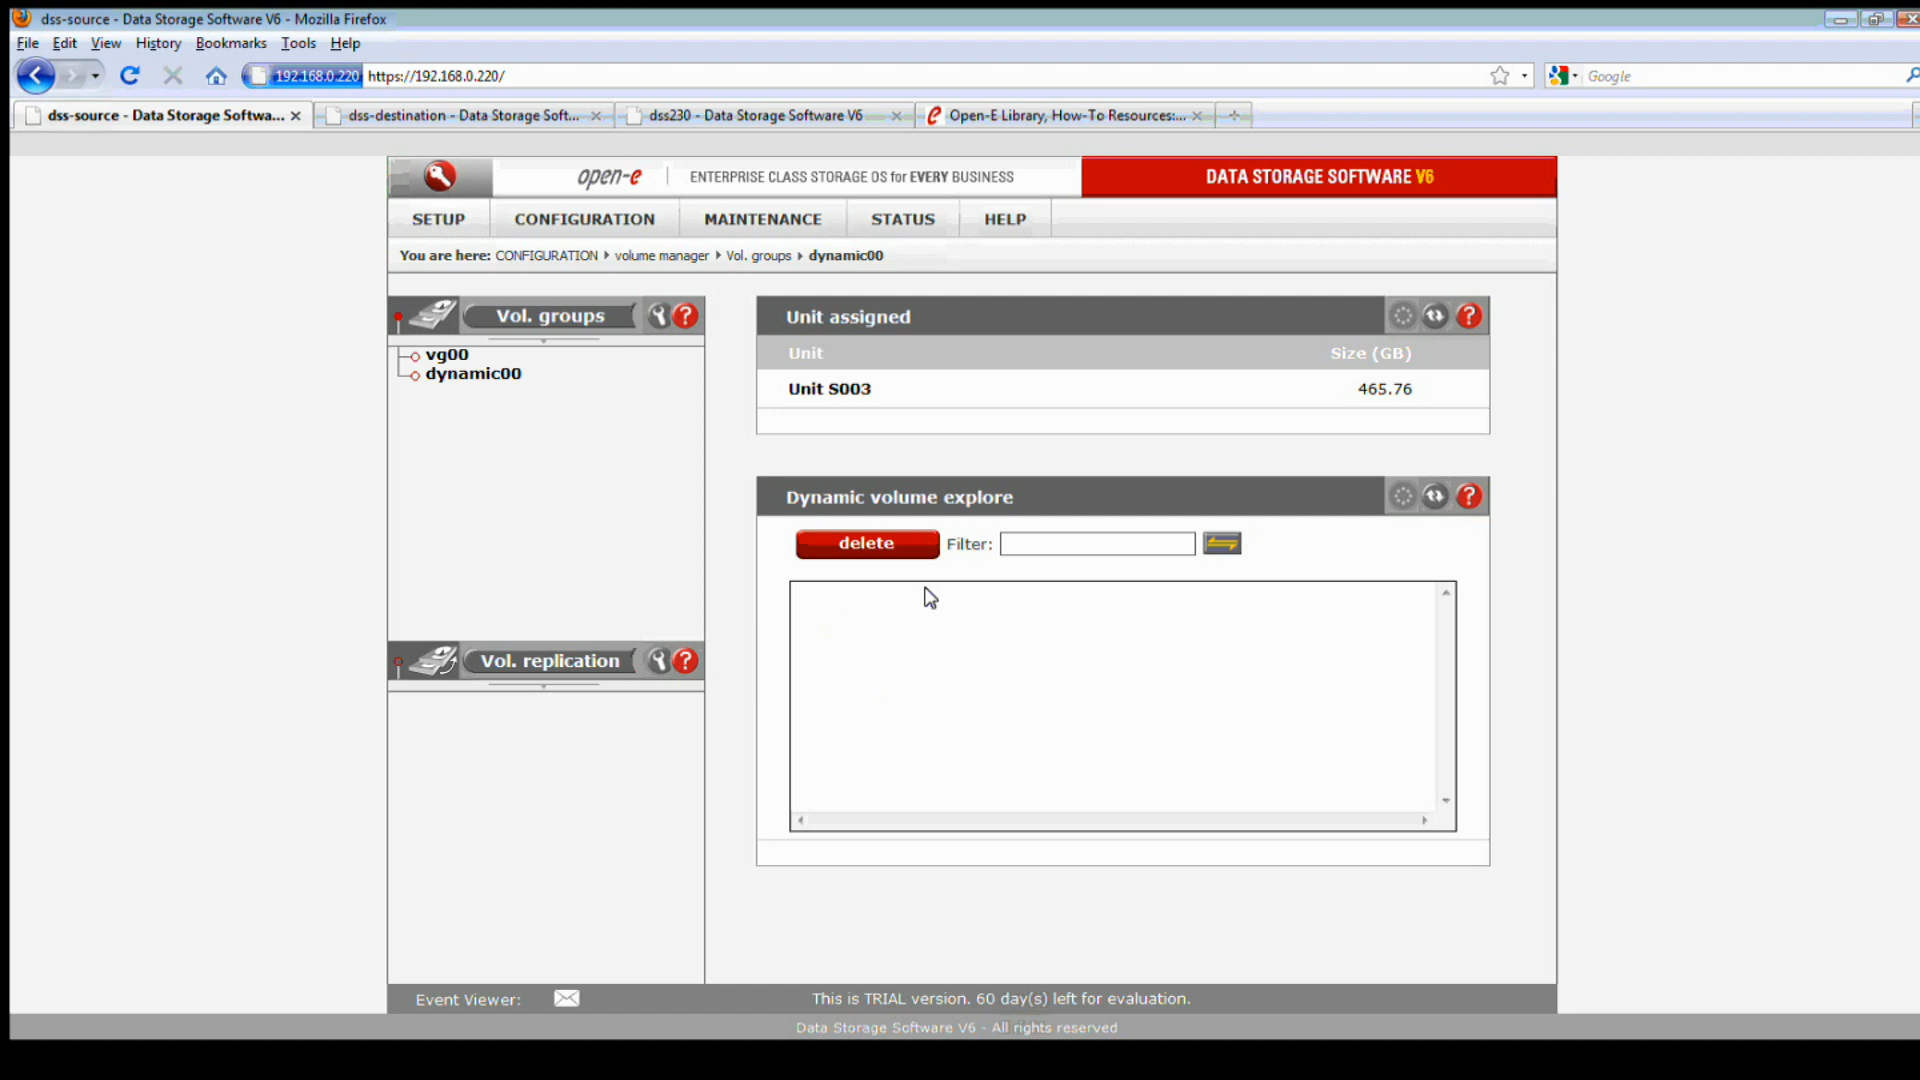 dss-source - Data Storage Software V6 - Mozilla Firefox
File Edit View History Bookmarks Tools Help
192.168.0.220 https://192.168.0.220/ Google
dss-source - Data Storage Softwa... dss-destination - Data Storage Soft... dss230 - Data Storage Software V6 Open-E Library, How-To Resources:...
open-e ENTERPRISE CLASS STORAGE OS for EVERY BUSINESS DATA STORAGE SOFTWARE V6
SETUP CONFIGURATION MAINTENANCE STATUS HELP
You are here: CONFIGURATION volume manager Vol. groups dynamic00
Vol. groups
vg00
dynamic00
Unit assigned
Unit Size (GB)
Unit S003 465.76
Dynamic volume explore
delete Filter:
Vol. replication
Event Viewer: This is TRIAL version. 60 day(s) left for evaluation.
Data Storage Software V6 - All rights reserved